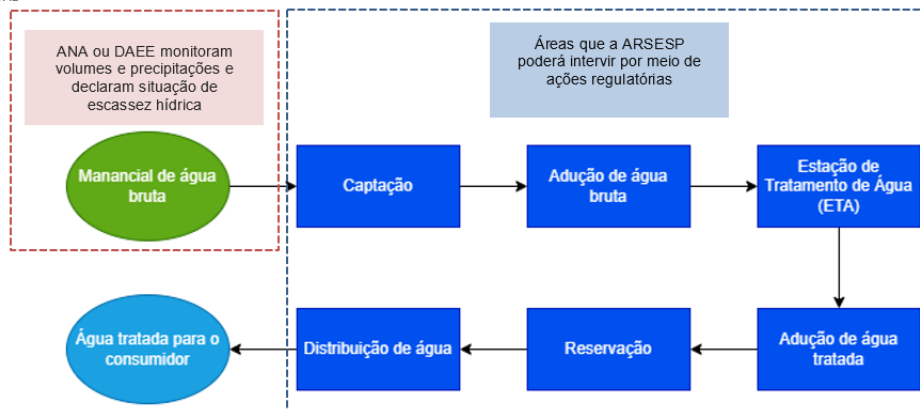 ANA ou DAEE monitoram
volumes e precipitações e
declaram situação de
escassez hídrica
Áreas que a ARSESP
poderá intervir por meio de
ações regulatórias
Manancial de água
bruta
Captação
Adução de água
bruta
Estação de
Tratamento de Água
(ETA)
Água tratada para o
consumidor
Distribuição de água
Reservação
Adução de água
tratada